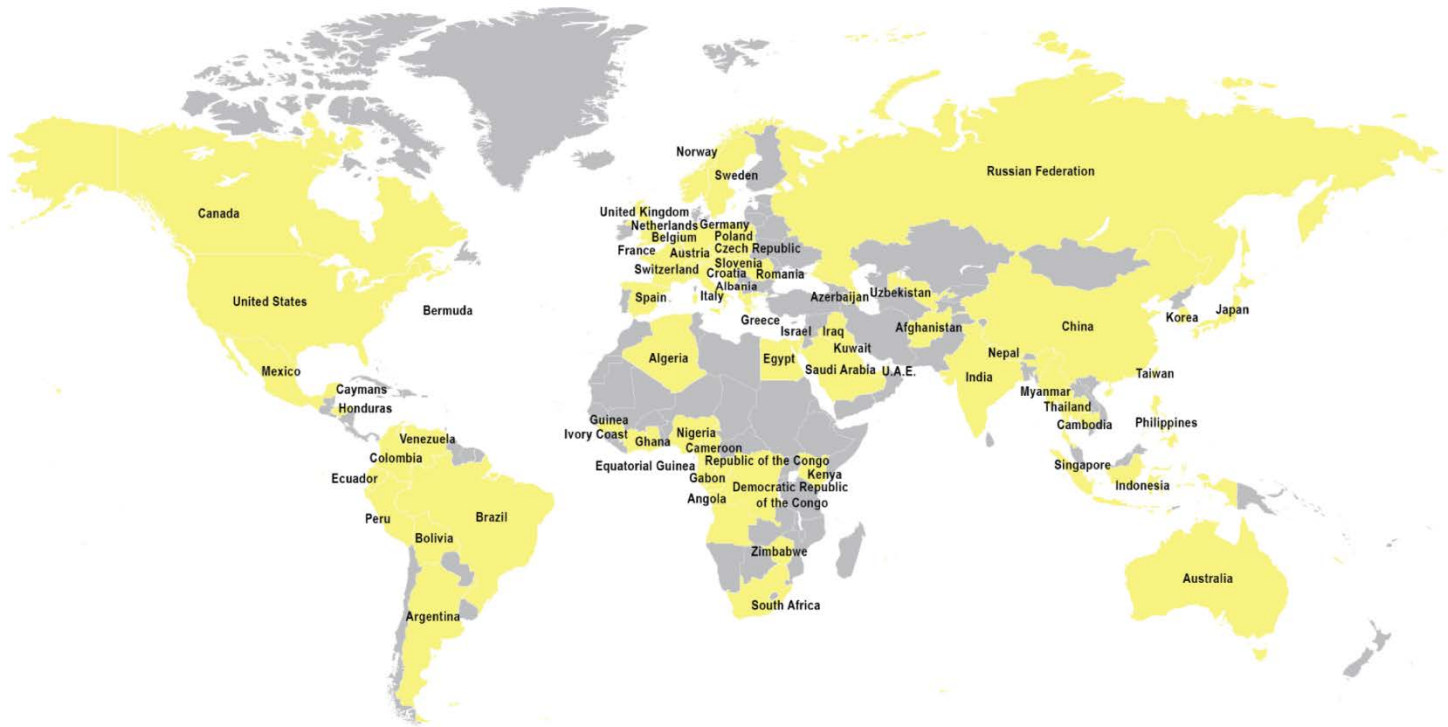 Norway
Sweden
Russian Federation
Canada
United Kingdom
Netherlands
Germany
Belgium
Poland
France
Austria
Czech Republic
Switzerland
Slovenia
Croatia
Romania
Albania
United States
Bermuda
Spain
Italy
Azerbaijan
Uzbekistan
Greece
Israel
Iraq
Afghanistan
China
Korea
Japan
Kuwait
Nepal
Algeria
Egypt
Saudi Arabia
U.A.E.
India
Taiwan
Mexico
Caymans
Honduras
Myanmar
Thailand
Cambodia
Philippines
Guinea
Ivory Coast
Ghana
Nigeria
Cameroon
Venezuela
Colombia
Ecuador
Equatorial Guinea
Republic of the Congo
Gabon
Kenya
Democratic Republic
of the Congo
Angola
Singapore
Indonesia
Peru
Brazil
Bolivia
Zimbabwe
Australia
South Africa
Argentina